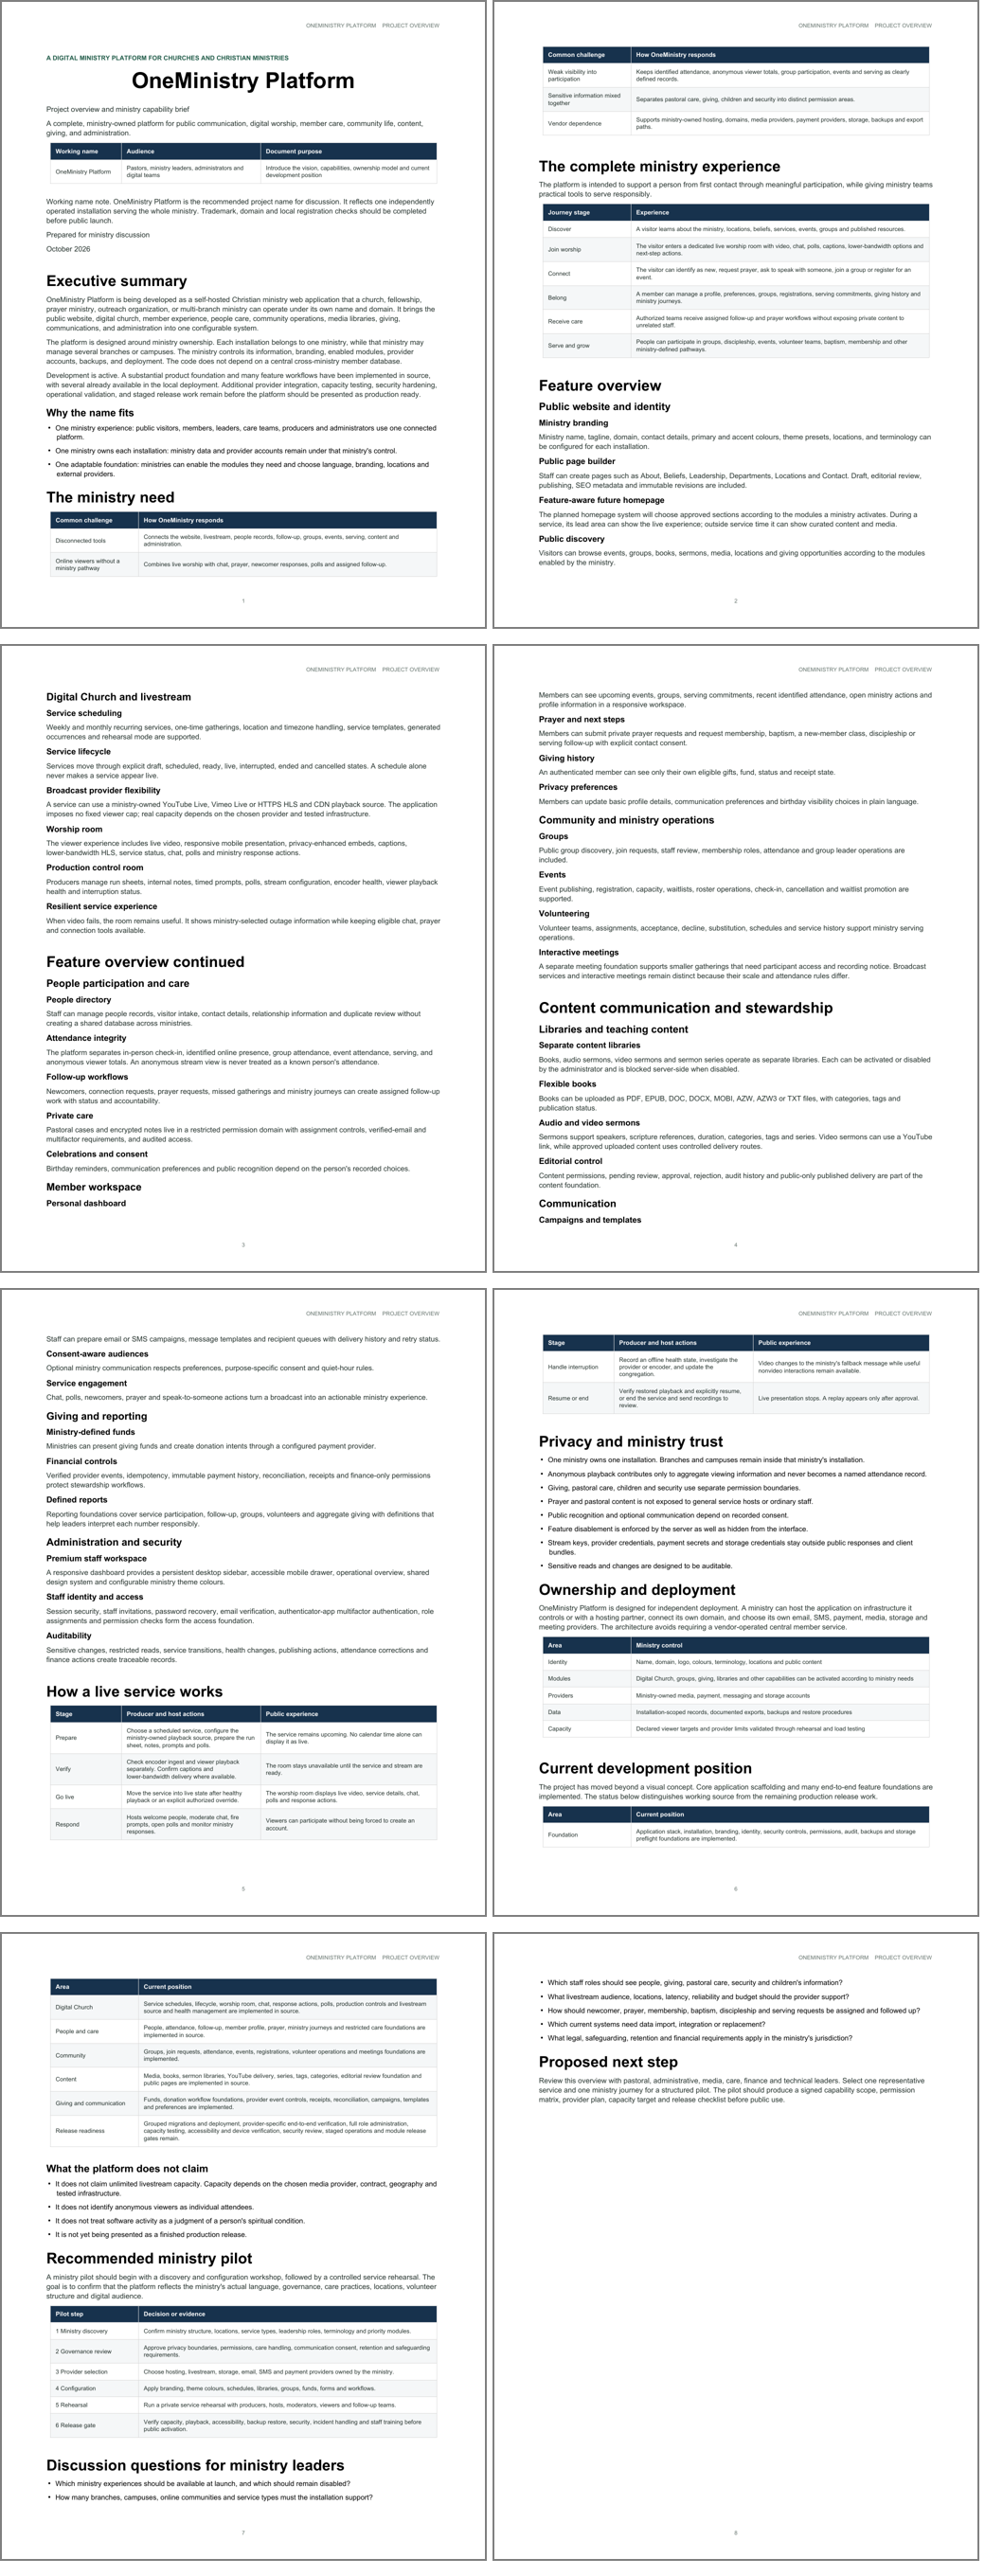 ONEMINISTRY PLATFORM PROJECT OVERVIEW
A DIGITAL MINISTRY PLATFORM FOR CHURCHES AND CHRISTIAN MINISTRIES
OneMinistry Platform
Project overview and ministry capability brief
A complete, ministry-owned platform for public communication, digital worship, member care, community life, content,
giving, and administration.
Working name Audience Document purpose
OneMinistry Platform Pastors, ministry leaders, administrators and
digital teams Introduce the vision, capabilities, ownership model and current
development position
Working name note. OneMinistry Platform is the recommended project name for discussion. It reflects one independently
operated installation serving the whole ministry. Trademark, domain and local registration checks should be completed
before public launch.
Prepared for ministry discussion
October 2026
Executive summary
OneMinistry Platform is being developed as a self-hosted Christian ministry web application that a church, fellowship,
prayer ministry, outreach organization, or multi-branch ministry can operate under its own name and domain. It brings the
public website, digital church, member experience, people care, community operations, media libraries, giving,
communications, and administration into one configurable system.
The platform is designed around ministry ownership. Each installation belongs to one ministry, while that ministry may
manage several branches or campuses. The ministry controls its information, branding, enabled modules, provider
accounts, backups, and deployment. The code does not depend on a central cross-ministry member database.
Development is active. A substantial product foundation and many feature workflows have been implemented in source,
with several already available in the local deployment. Additional provider integration, capacity testing, security hardening,
operational validation, and staged release work remain before the platform should be presented as production ready.
Why the name fits
• One ministry experience: public visitors, members, leaders, care teams, producers and administrators use one connected
platform.
• One ministry owns each installation: ministry data and provider accounts remain under that ministry's control.
• One adaptable foundation: ministries can enable the modules they need and choose language, branding, locations and
external providers.
The ministry need
Common challenge How OneMinistry responds
Disconnected tools Connects the website, livestream, people records, follow-up, groups, events, serving, content and
administration.
Online viewers without a
ministry pathway Combines live worship with chat, prayer, newcomer responses, polls and assigned follow-up.
1
ONEMINISTRY PLATFORM PROJECT OVERVIEW
Common challenge How OneMinistry responds
Weak visibility into
participation Keeps identified attendance, anonymous viewer totals, group participation, events and serving as clearly
defined records.
Sensitive information mixed
together Separates pastoral care, giving, children and security into distinct permission areas.
Vendor dependence Supports ministry-owned hosting, domains, media providers, payment providers, storage, backups and export
paths.
The complete ministry experience
The platform is intended to support a person from first contact through meaningful participation, while giving ministry teams
practical tools to serve responsibly.
Journey stage Experience
Discover A visitor learns about the ministry, locations, beliefs, services, events, groups and published resources.
Join worship The visitor enters a dedicated live worship room with video, chat, polls, captions, lower-bandwidth options and
next-step actions.
Connect The visitor can identify as new, request prayer, ask to speak with someone, join a group or register for an
event.
Belong A member can manage a profile, preferences, groups, registrations, serving commitments, giving history and
ministry journeys.
Receive care Authorized teams receive assigned follow-up and prayer workflows without exposing private content to
unrelated staff.
Serve and grow People can participate in groups, discipleship, events, volunteer teams, baptism, membership and other
ministry-defined pathways.
Feature overview
Public website and identity
Ministry branding
Ministry name, tagline, domain, contact details, primary and accent colours, theme presets, locations, and terminology can
be configured for each installation.
Public page builder
Staff can create pages such as About, Beliefs, Leadership, Departments, Locations and Contact. Draft, editorial review,
publishing, SEO metadata and immutable revisions are included.
Feature-aware future homepage
The planned homepage system will choose approved sections according to the modules a ministry activates. During a
service, its lead area can show the live experience; outside service time it can show curated content and media.
Public discovery
Visitors can browse events, groups, books, sermons, media, locations and giving opportunities according to the modules
enabled by the ministry.
2
ONEMINISTRY PLATFORM PROJECT OVERVIEW
Digital Church and livestream
Service scheduling
Weekly and monthly recurring services, one-time gatherings, location and timezone handling, service templates, generated
occurrences and rehearsal mode are supported.
Service lifecycle
Services move through explicit draft, scheduled, ready, live, interrupted, ended and cancelled states. A schedule alone
never makes a service appear live.
Broadcast provider flexibility
A service can use a ministry-owned YouTube Live, Vimeo Live or HTTPS HLS and CDN playback source. The application
imposes no fixed viewer cap; real capacity depends on the chosen provider and tested infrastructure.
Worship room
The viewer experience includes live video, responsive mobile presentation, privacy-enhanced embeds, captions,
lower-bandwidth HLS, service status, chat, polls and ministry response actions.
Production control room
Producers manage run sheets, internal notes, timed prompts, polls, stream configuration, encoder health, viewer playback
health and interruption status.
Resilient service experience
When video fails, the room remains useful. It shows ministry-selected outage information while keeping eligible chat, prayer
and connection tools available.
Feature overview continued
People participation and care
People directory
Staff can manage people records, visitor intake, contact details, relationship information and duplicate review without
creating a shared database across ministries.
Attendance integrity
The platform separates in-person check-in, identified online presence, group attendance, event attendance, serving, and
anonymous viewer totals. An anonymous stream view is never treated as a known person's attendance.
Follow-up workflows
Newcomers, connection requests, prayer requests, missed gatherings and ministry journeys can create assigned follow-up
work with status and accountability.
Private care
Pastoral cases and encrypted notes live in a restricted permission domain with assignment controls, verified-email and
multifactor requirements, and audited access.
Celebrations and consent
Birthday reminders, communication preferences and public recognition depend on the person's recorded choices.
Member workspace
Personal dashboard
3
ONEMINISTRY PLATFORM PROJECT OVERVIEW
Members can see upcoming events, groups, serving commitments, recent identified attendance, open ministry actions and
profile information in a responsive workspace.
Prayer and next steps
Members can submit private prayer requests and request membership, baptism, a new-member class, discipleship or
serving follow-up with explicit contact consent.
Giving history
An authenticated member can see only their own eligible gifts, fund, status and receipt state.
Privacy preferences
Members can update basic profile details, communication preferences and birthday visibility choices in plain language.
Community and ministry operations
Groups
Public group discovery, join requests, staff review, membership roles, attendance and group leader operations are
included.
Events
Event publishing, registration, capacity, waitlists, roster operations, check-in, cancellation and waitlist promotion are
supported.
Volunteering
Volunteer teams, assignments, acceptance, decline, substitution, schedules and service history support ministry serving
operations.
Interactive meetings
A separate meeting foundation supports smaller gatherings that need participant access and recording notice. Broadcast
services and interactive meetings remain distinct because their scale and attendance rules differ.
Content communication and stewardship
Libraries and teaching content
Separate content libraries
Books, audio sermons, video sermons and sermon series operate as separate libraries. Each can be activated or disabled
by the administrator and is blocked server-side when disabled.
Flexible books
Books can be uploaded as PDF, EPUB, DOC, DOCX, MOBI, AZW, AZW3 or TXT files, with categories, tags and
publication status.
Audio and video sermons
Sermons support speakers, scripture references, duration, categories, tags and series. Video sermons can use a YouTube
link, while approved uploaded content uses controlled delivery routes.
Editorial control
Content permissions, pending review, approval, rejection, audit history and public-only published delivery are part of the
content foundation.
Communication
Campaigns and templates
4
ONEMINISTRY PLATFORM PROJECT OVERVIEW
Staff can prepare email or SMS campaigns, message templates and recipient queues with delivery history and retry status.
Consent-aware audiences
Optional ministry communication respects preferences, purpose-specific consent and quiet-hour rules.
Service engagement
Chat, polls, newcomers, prayer and speak-to-someone actions turn a broadcast into an actionable ministry experience.
Giving and reporting
Ministry-defined funds
Ministries can present giving funds and create donation intents through a configured payment provider.
Financial controls
Verified provider events, idempotency, immutable payment history, reconciliation, receipts and finance-only permissions
protect stewardship workflows.
Defined reports
Reporting foundations cover service participation, follow-up, groups, volunteers and aggregate giving with definitions that
help leaders interpret each number responsibly.
Administration and security
Premium staff workspace
A responsive dashboard provides a persistent desktop sidebar, accessible mobile drawer, operational overview, shared
design system and configurable ministry theme colours.
Staff identity and access
Session security, staff invitations, password recovery, email verification, authenticator-app multifactor authentication, role
assignments and permission checks form the access foundation.
Auditability
Sensitive changes, restricted reads, service transitions, health changes, publishing actions, attendance corrections and
finance actions create traceable records.
How a live service works
Stage Producer and host actions Public experience
Prepare Choose a scheduled service, configure the
ministry-owned playback source, prepare the run
sheet, notes, prompts and polls. The service remains upcoming. No calendar time alone can
display it as live.
Verify Check encoder ingest and viewer playback
separately. Confirm captions and
lower-bandwidth delivery where available. The room stays unavailable until the service and stream are
ready.
Go live Move the service into live state after healthy
playback or an explicit authorized override. The worship room displays live video, service details, chat,
polls and response actions.
Respond Hosts welcome people, moderate chat, fire
prompts, open polls and monitor ministry
responses. Viewers can participate without being forced to create an
account.
5
ONEMINISTRY PLATFORM PROJECT OVERVIEW
Stage Producer and host actions Public experience
Handle interruption Record an offline health state, investigate the
provider or encoder, and update the
congregation. Video changes to the ministry's fallback message while useful
nonvideo interactions remain available.
Resume or end Verify restored playback and explicitly resume,
or end the service and send recordings to
review. Live presentation stops. A replay appears only after approval.
Privacy and ministry trust
• One ministry owns one installation. Branches and campuses remain inside that ministry's installation.
• Anonymous playback contributes only to aggregate viewing information and never becomes a named attendance record.
• Giving, pastoral care, children and security use separate permission boundaries.
• Prayer and pastoral content is not exposed to general service hosts or ordinary staff.
• Public recognition and optional communication depend on recorded consent.
• Feature disablement is enforced by the server as well as hidden from the interface.
• Stream keys, provider credentials, payment secrets and storage credentials stay outside public responses and client
bundles.
• Sensitive reads and changes are designed to be auditable.
Ownership and deployment
OneMinistry Platform is designed for independent deployment. A ministry can host the application on infrastructure it
controls or with a hosting partner, connect its own domain, and choose its own email, SMS, payment, media, storage and
meeting providers. The architecture avoids requiring a vendor-operated central member service.
Area Ministry control
Identity Name, domain, logo, colours, terminology, locations and public content
Modules Digital Church, groups, giving, libraries and other capabilities can be activated according to ministry needs
Providers Ministry-owned media, payment, messaging and storage accounts
Data Installation-scoped records, documented exports, backups and restore procedures
Capacity Declared viewer targets and provider limits validated through rehearsal and load testing
Current development position
The project has moved beyond a visual concept. Core application scaffolding and many end-to-end feature foundations are
implemented. The status below distinguishes working source from the remaining production release work.
Area Current position
Foundation Application stack, installation, branding, identity, security controls, permissions, audit, backups and storage
preflight foundations are implemented.
6
ONEMINISTRY PLATFORM PROJECT OVERVIEW
Area Current position
Digital Church Service schedules, lifecycle, worship room, chat, response actions, polls, production controls and livestream
source and health management are implemented in source.
People and care People, attendance, follow-up, member profile, prayer, ministry journeys and restricted care foundations are
implemented in source.
Community Groups, join requests, attendance, events, registrations, volunteer operations and meetings foundations are
implemented.
Content Media, books, sermon libraries, YouTube delivery, series, tags, categories, editorial review foundation and
public pages are implemented in source.
Giving and communication Funds, donation workflow foundations, provider event controls, receipts, reconciliation, campaigns, templates
and preferences are implemented.
Release readiness Grouped migrations and deployment, provider-specific end-to-end verification, full role administration,
capacity testing, accessibility and device verification, security review, staged operations and module release
gates remain.
What the platform does not claim
• It does not claim unlimited livestream capacity. Capacity depends on the chosen media provider, contract, geography and
tested infrastructure.
• It does not identify anonymous viewers as individual attendees.
• It does not treat software activity as a judgment of a person's spiritual condition.
• It is not yet being presented as a finished production release.
Recommended ministry pilot
A ministry pilot should begin with a discovery and configuration workshop, followed by a controlled service rehearsal. The
goal is to confirm that the platform reflects the ministry's actual language, governance, care practices, locations, volunteer
structure and digital audience.
Pilot step Decision or evidence
1 Ministry discovery Confirm ministry structure, locations, service types, leadership roles, terminology and priority modules.
2 Governance review Approve privacy boundaries, permissions, care handling, communication consent, retention and safeguarding
requirements.
3 Provider selection Choose hosting, livestream, storage, email, SMS and payment providers owned by the ministry.
4 Configuration Apply branding, theme colours, schedules, libraries, groups, funds, forms and workflows.
5 Rehearsal Run a private service rehearsal with producers, hosts, moderators, viewers and follow-up teams.
6 Release gate Verify capacity, playback, accessibility, backup restore, security, incident handling and staff training before
public activation.
Discussion questions for ministry leaders
• Which ministry experiences should be available at launch, and which should remain disabled?
• How many branches, campuses, online communities and service types must the installation support?
7
ONEMINISTRY PLATFORM PROJECT OVERVIEW
• Which staff roles should see people, giving, pastoral care, security and children's information?
• What livestream audience, locations, latency, reliability and budget should the provider support?
• How should newcomer, prayer, membership, baptism, discipleship and serving requests be assigned and followed up?
• Which current systems need data import, integration or replacement?
• What legal, safeguarding, retention and financial requirements apply in the ministry's jurisdiction?
Proposed next step
Review this overview with pastoral, administrative, media, care, finance and technical leaders. Select one representative
service and one ministry journey for a structured pilot. The pilot should produce a signed capability scope, permission
matrix, provider plan, capacity target and release checklist before public use.
8